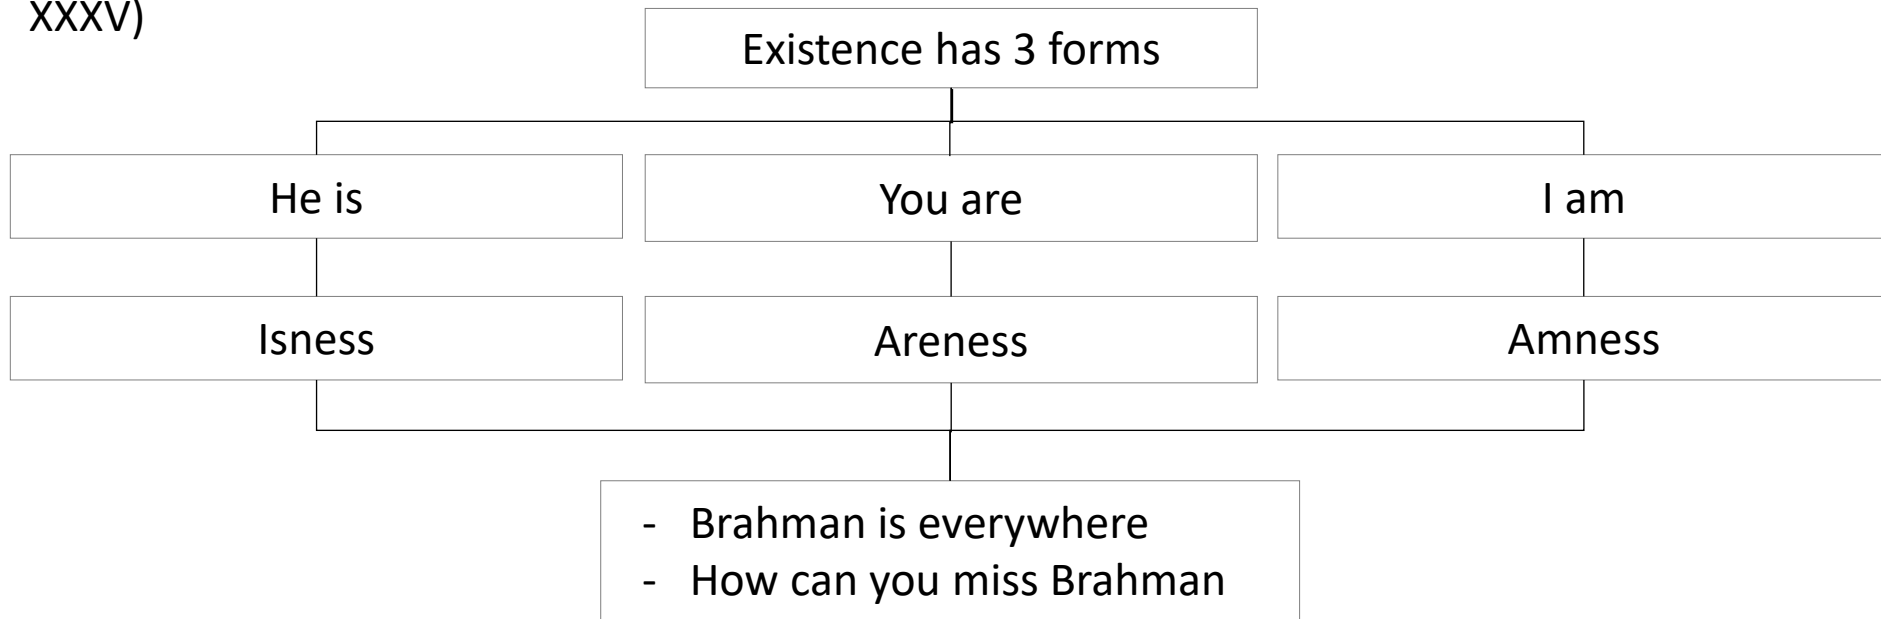 XXXV)
Existence has 3 forms
He is
You are
I am
Isness
Areness
Amness
- Brahman is everywhere
- How can you miss Brahman